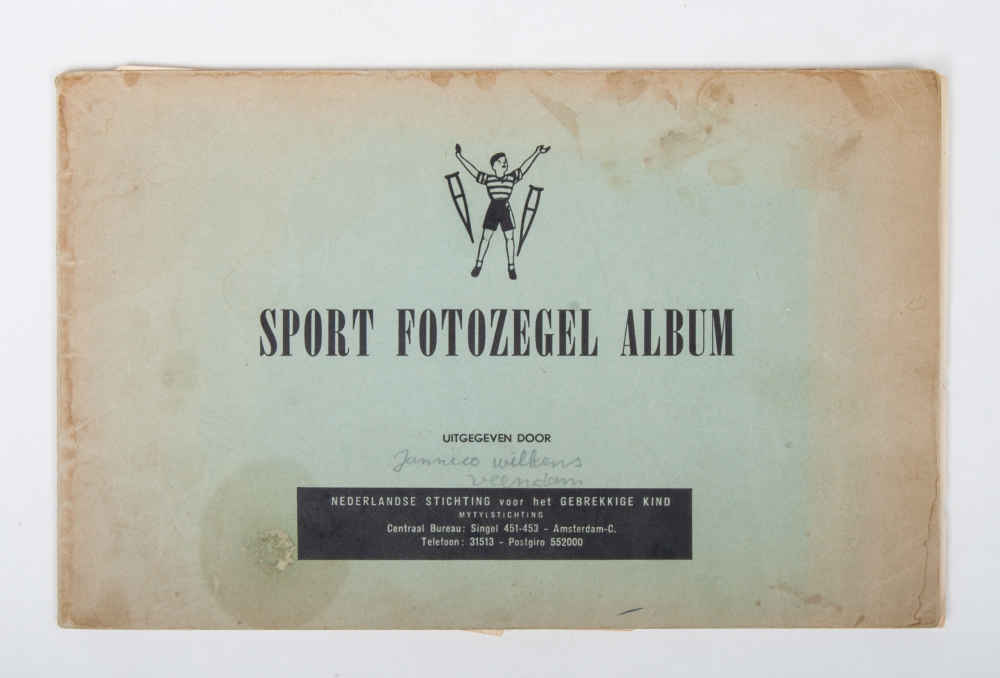 SPORT FOTOZEGEL ALBUM
UITGEGEVEN DOOR
Jannico wilkens
veendam
NEDERLANDSE STICHTING voor het GEBREKKIGE KIND
MYTYLSTICHTING
Centraal Bureau: Singel 451-453 - Amsterdam-C.
Telefoon: 31513 - Postgiro 552000